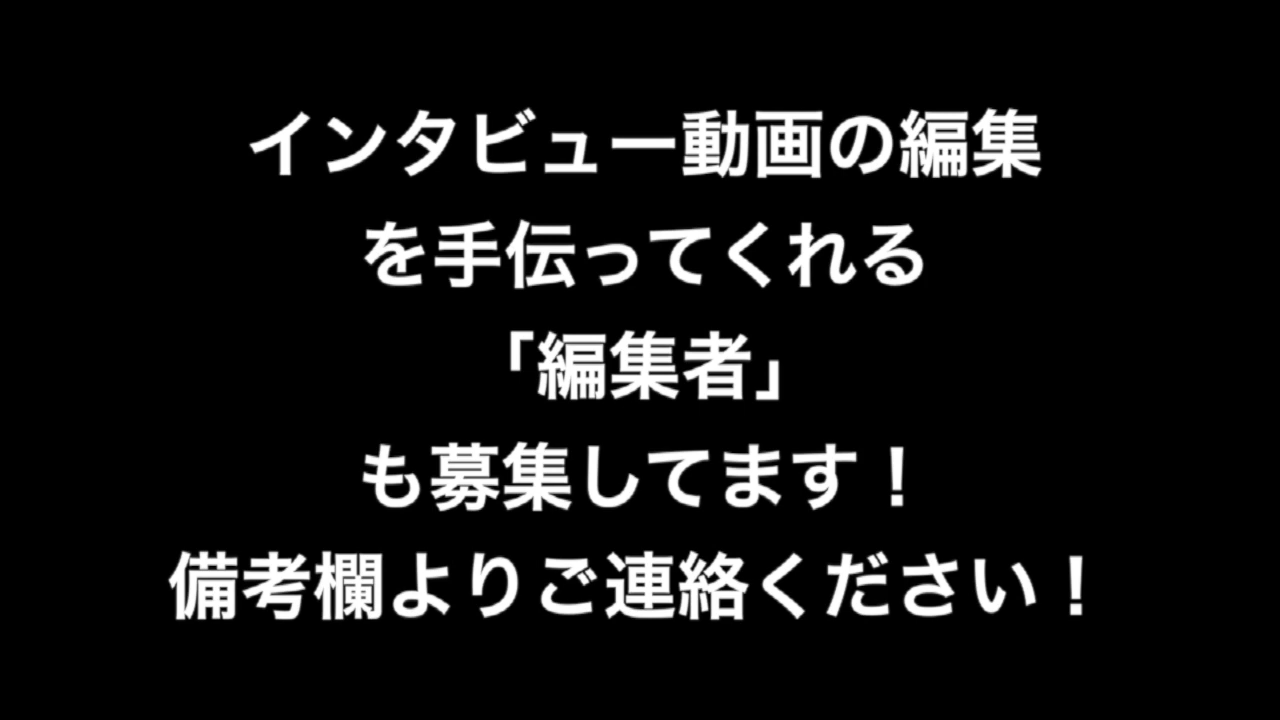 インタビュー動画の編集
を手伝ってくれる
「編集者」
も募集してます！
備考欄よりご連絡ください！